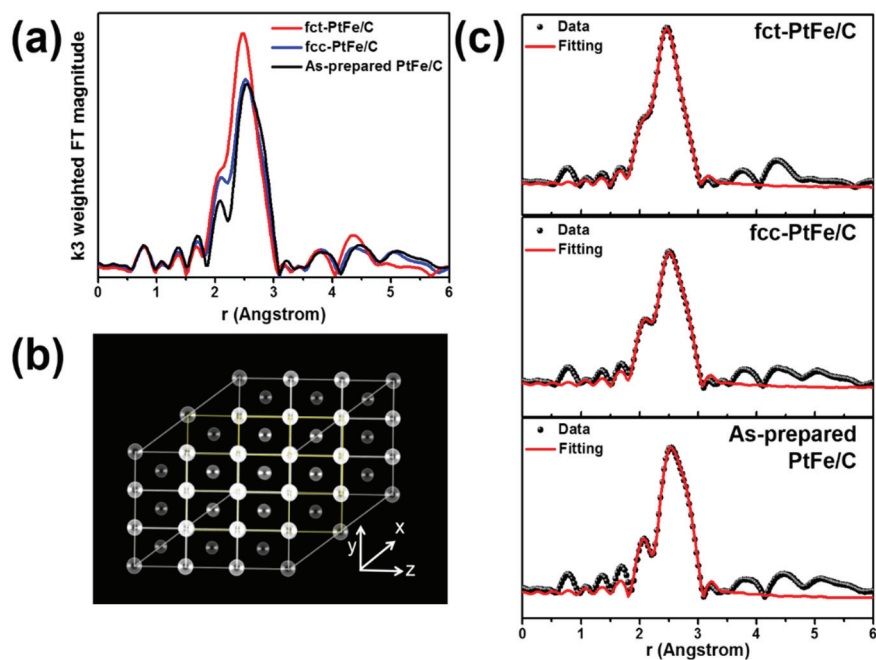 (a)
k3 weighted FT magnitude
fct-PtFe/C
fcc-PtFe/C
As-prepared PtFe/C
0 1 2 3 4 5 6
r (Angstrom)
(b)
y
x
z
(c)
Data
Fitting
fct-PtFe/C
Data
Fitting
fcc-PtFe/C
Data
Fitting
As-prepared
PtFe/C
0 1 2 3 4 5 6
r (Angstrom)